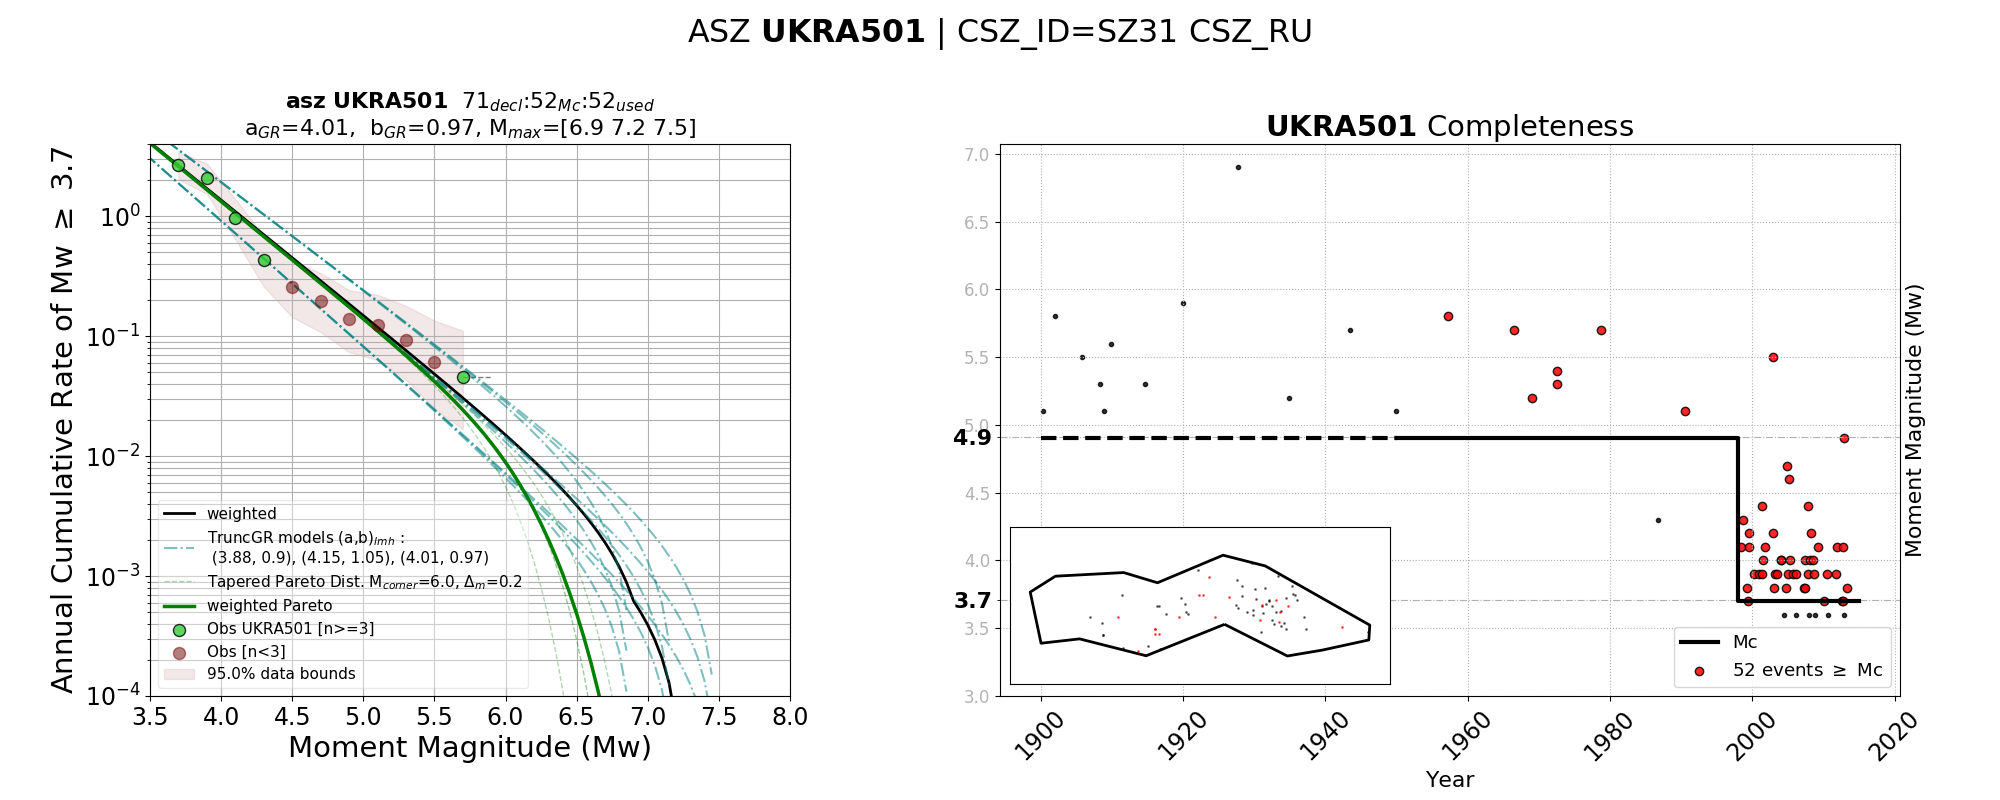 ASZ UKRA501 | CSZ_ID=SZ31 CSZ_RU
asz UKRA501 71decl:52Mc:52used
aGR=4.01, bGR=0.97, Mmax=[6.9 7.2 7.5]
Annual Cumulative Rate of Mw ≥ 3.7
10^0
10^−1
10^−2
10^−3
10^−4
weighted
TruncGR models (a,b)lmh :
(3.88, 0.9), (4.15, 1.05), (4.01, 0.97)
Tapered Pareto Dist. Mcorner=6.0, Δm=0.2
weighted Pareto
Obs UKRA501 [n>=3]
Obs [n<3]
95.0% data bounds
3.5 4.0 4.5 5.0 5.5 6.0 6.5 7.0 7.5 8.0
Moment Magnitude (Mw)
UKRA501 Completeness
7.0
6.5
6.0
5.5
5.0
4.9
4.5
4.0
3.7
3.5
3.0
Moment Magnitude (Mw)
Mc
52 events ≥ Mc
1900 1920 1940 1960 1980 2000 2020
Year